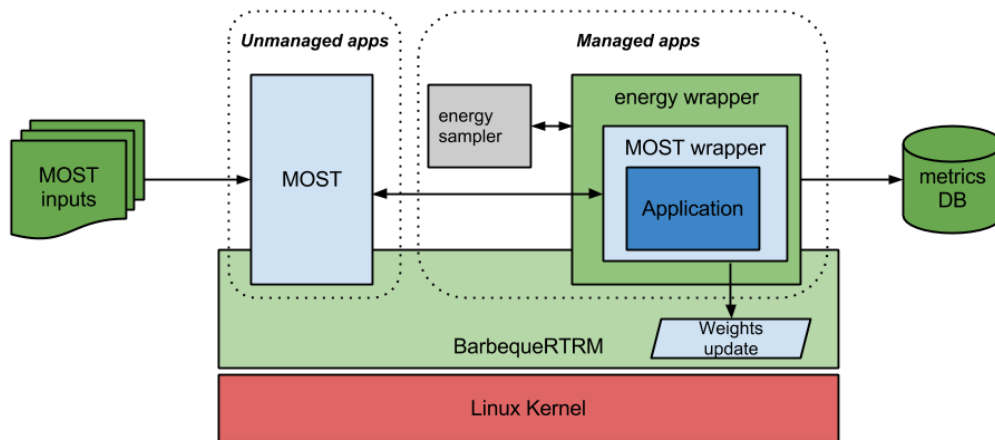 Unmanaged apps
Managed apps
MOST
inputs
MOST
energy
sampler
energy wrapper
MOST wrapper
Application
metrics
DB
Weights
update
BarbequeRTRM
Linux Kernel